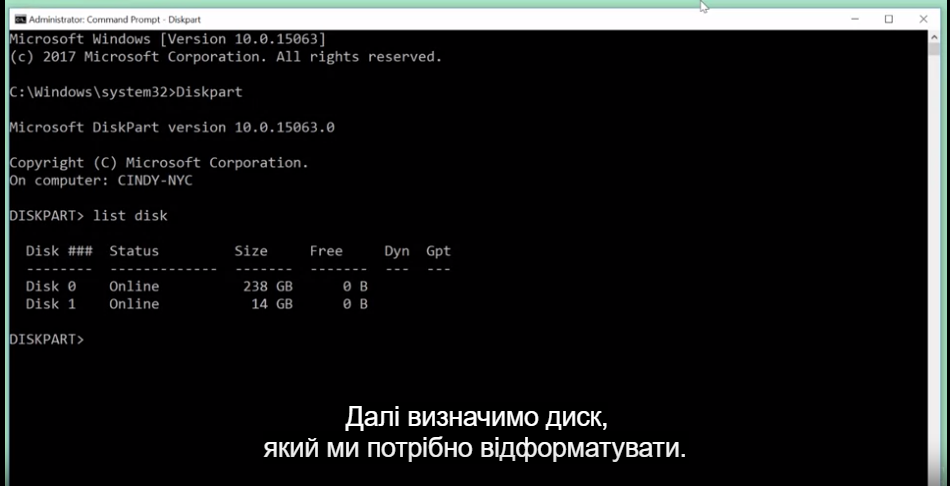 Administrator: Command Prompt - Diskpart
Microsoft Windows [Version 10.0.15063]
(c) 2017 Microsoft Corporation. All rights reserved.
C:\Windows\system32>Diskpart
Microsoft DiskPart version 10.0.15063.0
Copyright (C) Microsoft Corporation.
On computer: CINDY-NYC
DISKPART> list disk
Disk ### Status Size Free Dyn Gpt
-------- ------------- ------- ------- --- ---
Disk 0 Online 238 GB 0 B
Disk 1 Online 14 GB 0 B
DISKPART>
Далі визначимо диск,
який ми потрібно відформатувати.